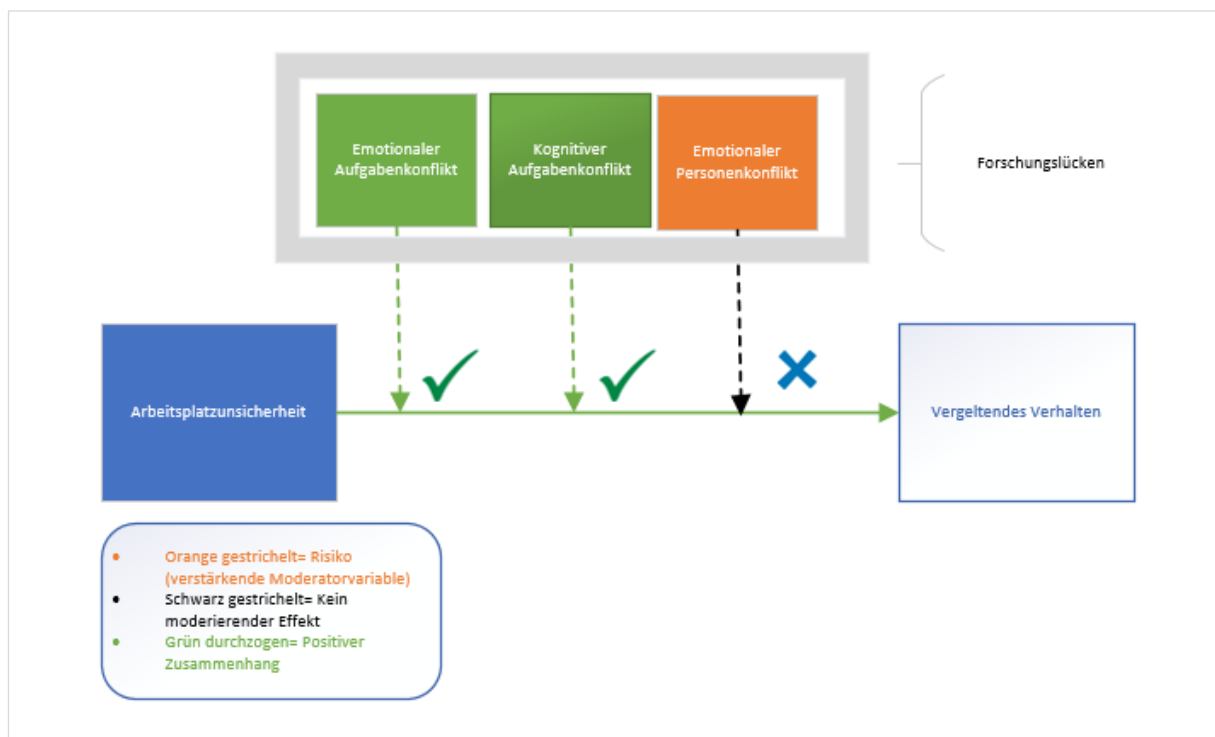 Emotionaler
Aufgabenkonflikt
Kognitiver
Aufgabenkonflikt
Emotionaler
Personenkonflikt
Forschungslücken
Arbeitsplatzunsicherheit
Vergeltendes Verhalten
• Orange gestrichelt= Risiko
(verstärkende Moderatorvariable)
• Schwarz gestrichelt= Kein
moderierender Effekt
• Grün durchzogen= Positiver
Zusammenhang